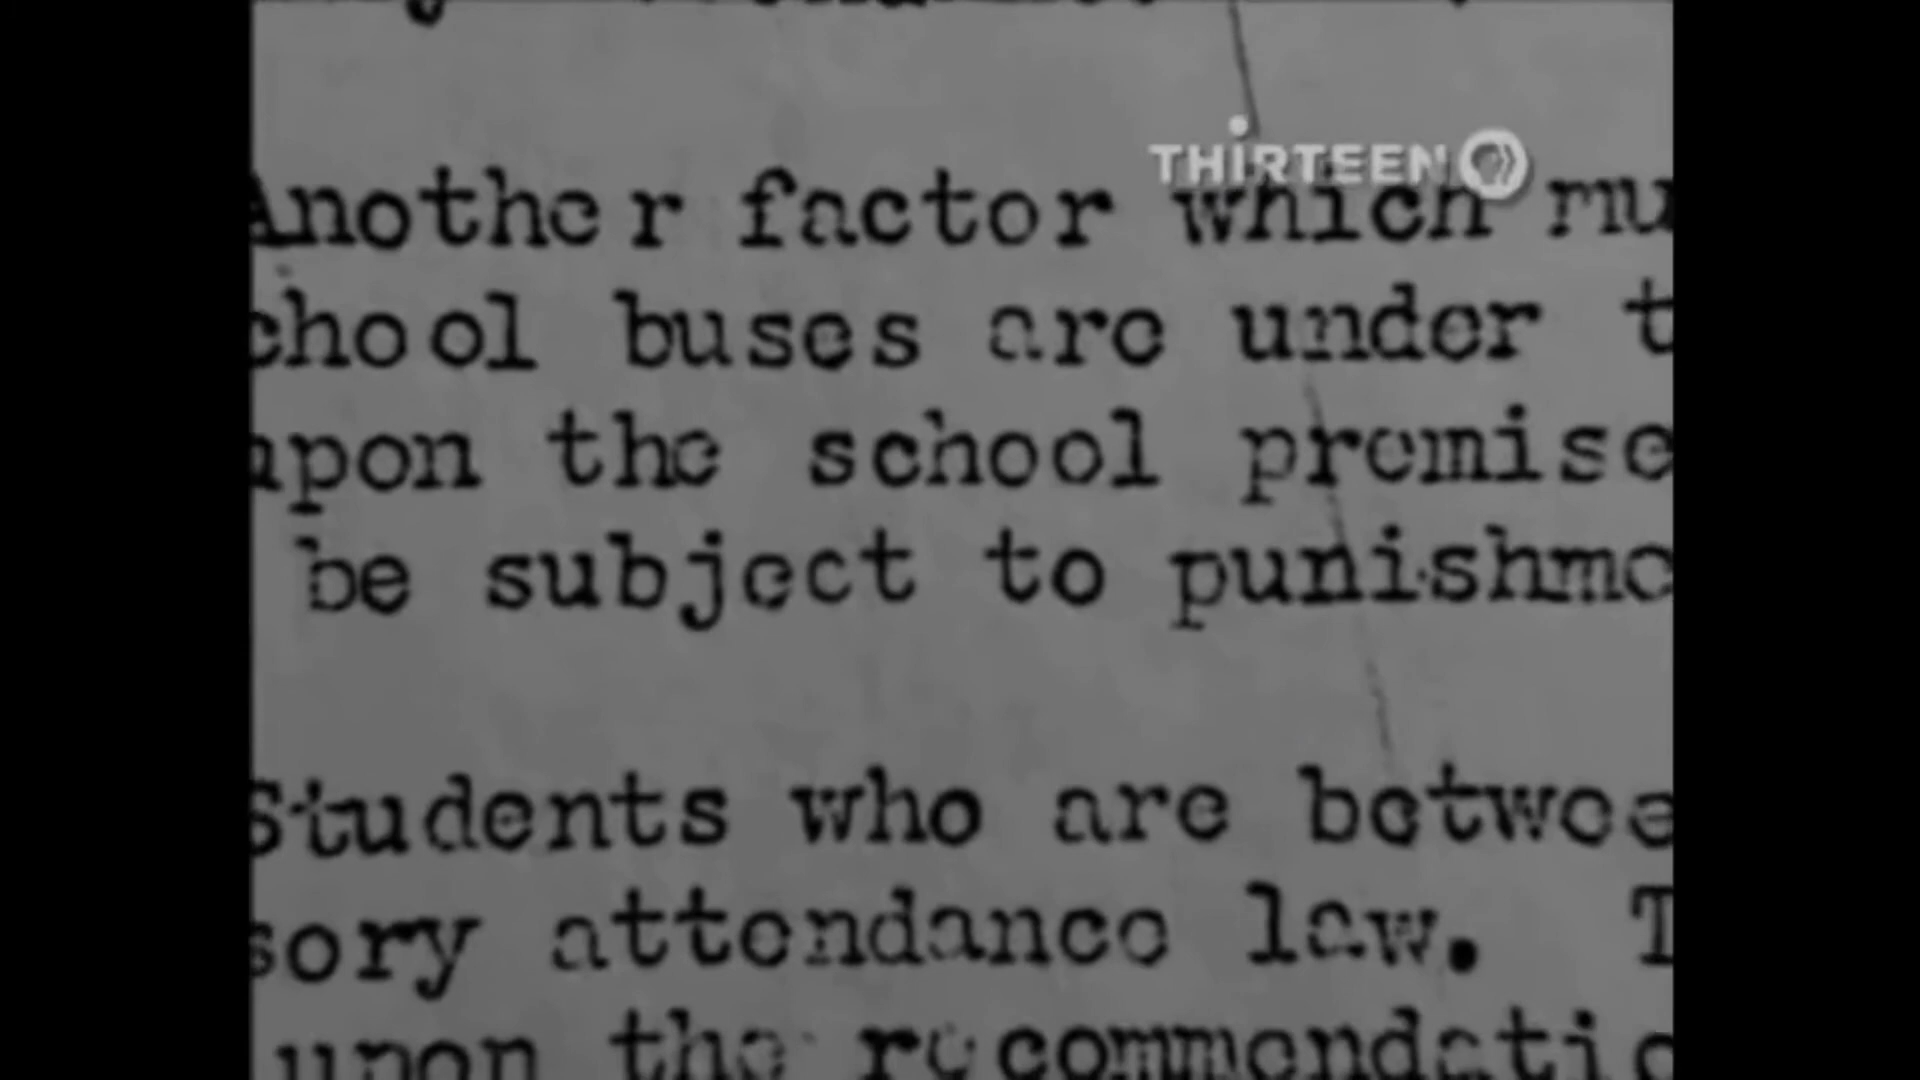 THIRTEEN
Another factor which mu
chool buses are under t
upon the school premise
be subject to punishme
Students who are betwee
sory attendance law. T
upon the recommendatio